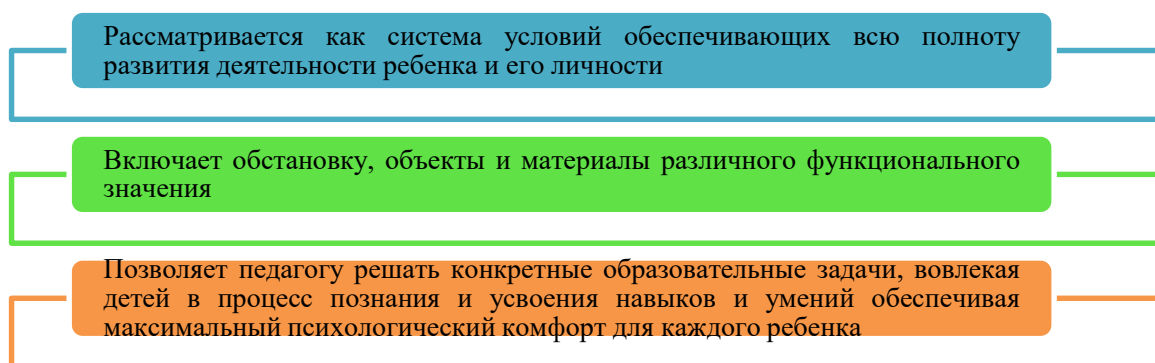 Рассматривается как система условий обеспечивающих всю полноту
развития деятельности ребенка и его личности
Включает обстановку, объекты и материалы различного функционального
значения
Позволяет педагогу решать конкретные образовательные задачи, вовлекая
детей в процесс познания и усвоения навыков и умений обеспечивая
максимальный психологический комфорт для каждого ребенка